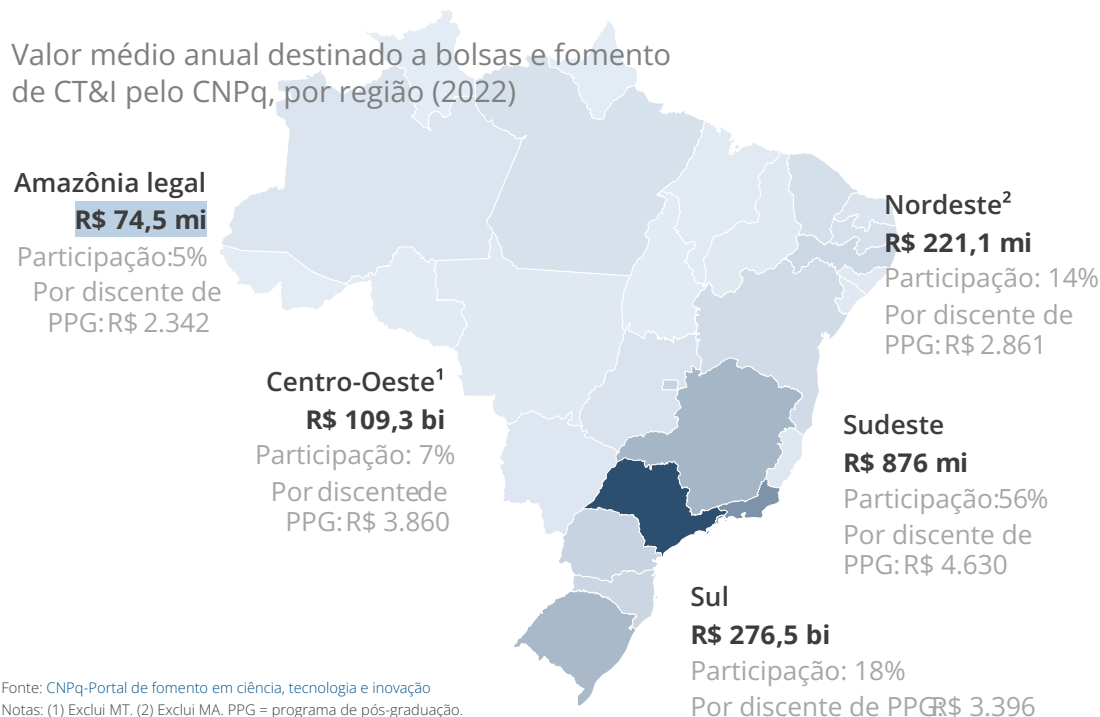 Valor médio anual destinado a bolsas e fomento
de CT&I pelo CNPq, por região (2022)
Amazônia legal
R$ 74,5 mi
Participação:5%
Por discente de
PPG: R$ 2.342
Nordeste²
R$ 221,1 mi
Participação: 14%
Por discente de
PPG: R$ 2.861
Centro-Oeste¹
R$ 109,3 bi
Participação: 7%
Por discentede
PPG: R$ 3.860
Sudeste
R$ 876 mi
Participação:56%
Por discente de
PPG: R$ 4.630
Sul
R$ 276,5 bi
Participação: 18%
Por discente de PPG:R$ 3.396
Fonte: CNPq-Portal de fomento em ciência, tecnologia e inovação
Notas: (1) Exclui MT. (2) Exclui MA. PPG = programa de pós-graduação.